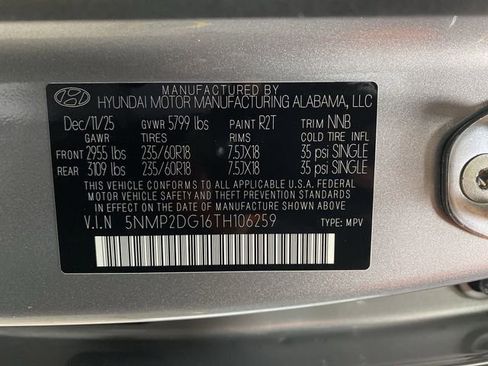 MANUFACTURED BY
HYUNDAI MOTOR MANUFACTURING ALABAMA, LLC
Dec/11/25 GVWR 5799 lbs PAINT R2T TRIM NNB
GAWR TIRES RIMS COLD TIRE INFL
FRONT 2955 lbs 235/60R18 7.5JX18 35 psi SINGLE
REAR 3109 lbs 235/60R18 7.5JX18 35 psi SINGLE
THIS VEHICLE CONFORMS TO ALL APPLICABLE U.S.A. FEDERAL
MOTOR VEHICLE SAFETY AND THEFT PREVENTION STANDARDS
IN EFFECT ON THE DATE OF MANUFACTURE SHOWN ABOVE.
V.I.N 5NMP2DG16TH106259 TYPE: MPV